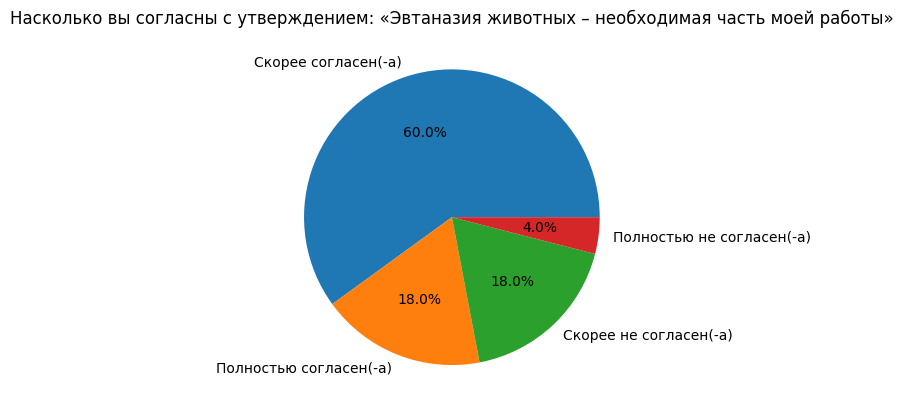 Насколько вы согласны с утверждением: «Эвтаназия животных – необходимая часть моей работы»
Скорее согласен(-а)
60.0%
4.0%
Полностью не согласен(-а)
18.0%
18.0%
Скорее не согласен(-а)
Полностью согласен(-а)